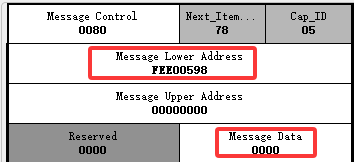 Message Control Next_Item... Cap_ID
0080 78 05
Message Lower Address
FEE00598
Message Upper Address
00000000
Reserved Message Data
0000 0000